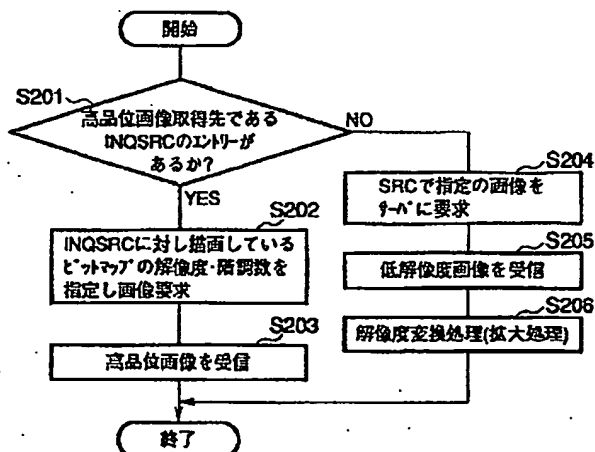 開始
S201
高品位画像取得先である
INQSRCのエントリーが
あるか?
NO
YES
S202
INQSRCに対し描画している
ビットマップの解像度・階調数を
指定し画像要求
S203
高品位画像を受信
S204
SRCで指定の画像を
サーバに要求
S205
低解像度画像を受信
S206
解像度変換処理(拡大処理)
終了